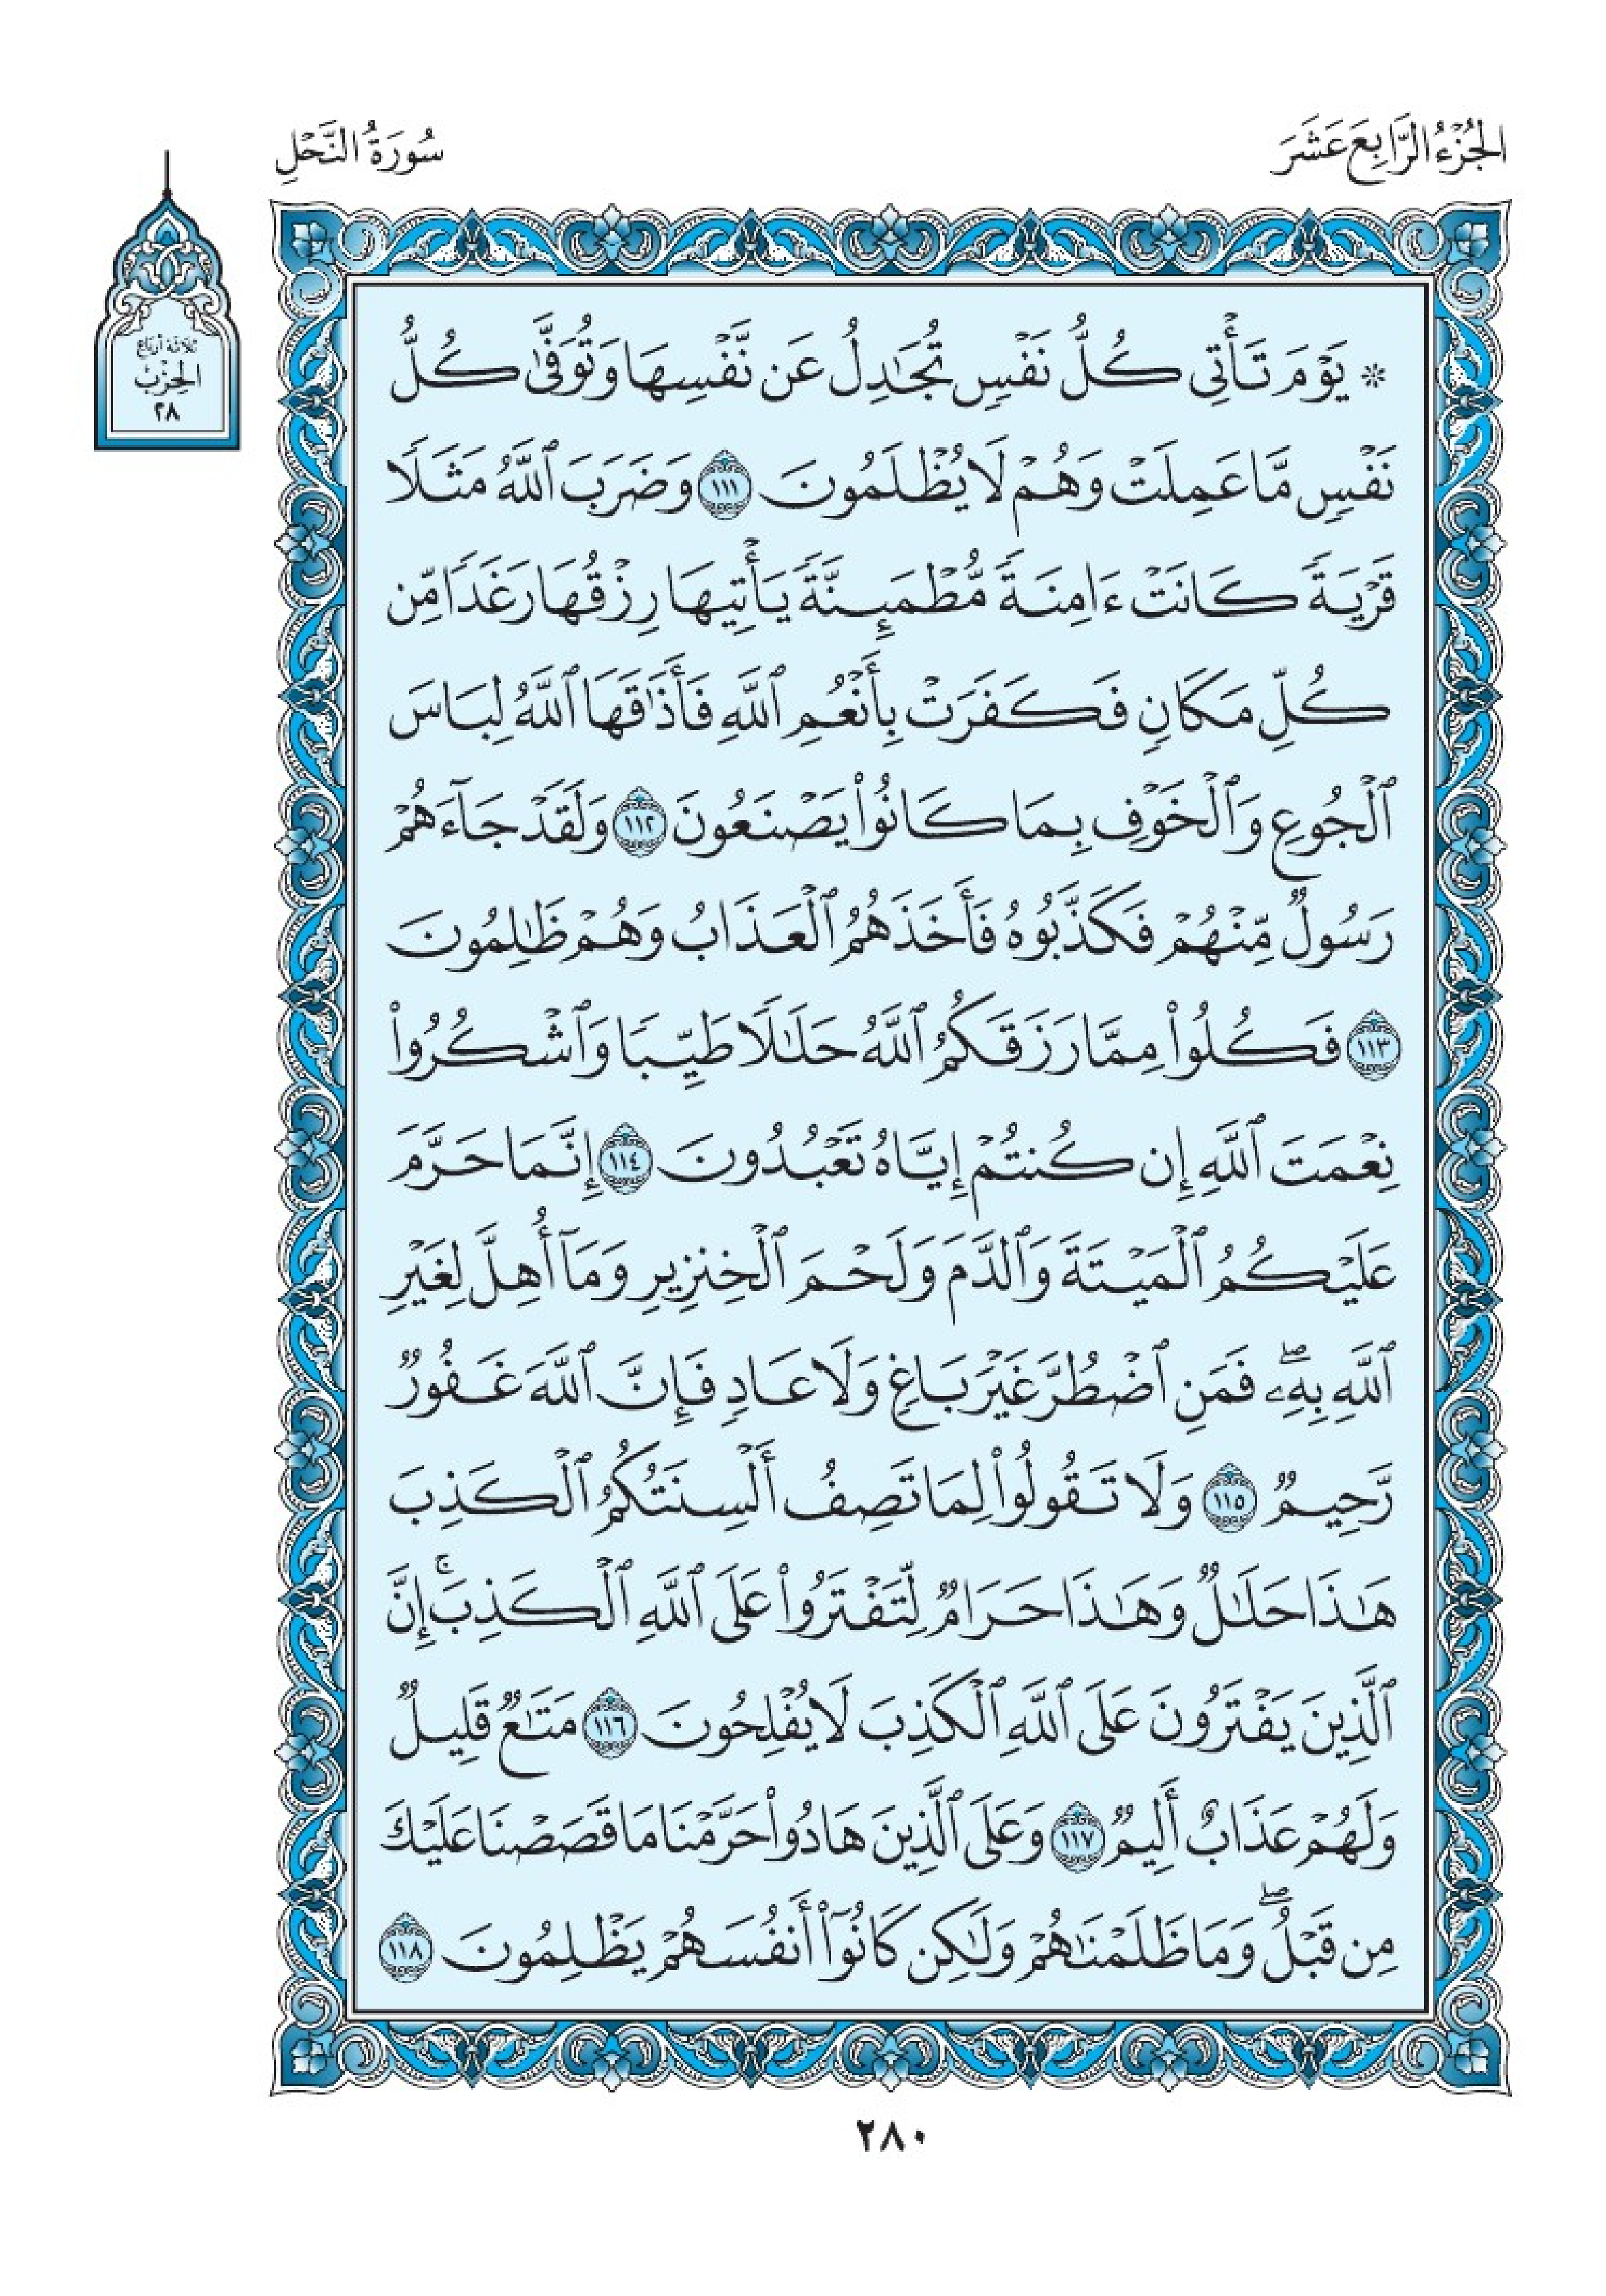 الجُزْءُ الرَّابِعَ عَشَرَ
سُورَةُ النَّحْلِ
ثلاثة أرباع
الحِزْب
٢٨
۞ يَوْمَ تَأْتِي كُلُّ نَفْسٖ تُجَٰدِلُ عَن نَّفْسِهَا وَتُوَفَّىٰ كُلُّ
نَفْسٖ مَّا عَمِلَتْ وَهُمْ لَا يُظْلَمُونَ ١١١ وَضَرَبَ ٱللَّهُ مَثَلٗا
قَرْيَةٗ كَانَتْ ءَامِنَةٗ مُّطْمَئِنَّةٗ يَأْتِيهَا رِزْقُهَا رَغَدٗا مِّن
كُلِّ مَكَانٖ فَكَفَرَتْ بِأَنْعُمِ ٱللَّهِ فَأَذَٰقَهَا ٱللَّهُ لِبَاسَ
ٱلْجُوعِ وَٱلْخَوْفِ بِمَا كَانُوا۟ يَصْنَعُونَ ١١٢ وَلَقَدْ جَآءَهُمْ
رَسُولٞ مِّنْهُمْ فَكَذَّبُوهُ فَأَخَذَهُمُ ٱلْعَذَابُ وَهُمْ ظَٰلِمُونَ
١١٣ فَكُلُوا۟ مِمَّا رَزَقَكُمُ ٱللَّهُ حَلَٰلٗا طَيِّبٗا وَٱشْكُرُوا۟
نِعْمَتَ ٱللَّهِ إِن كُنتُمْ إِيَّاهُ تَعْبُدُونَ ١١٤ إِنَّمَا حَرَّمَ
عَلَيْكُمُ ٱلْمَيْتَةَ وَٱلدَّمَ وَلَحْمَ ٱلْخِنزِيرِ وَمَآ أُهِلَّ لِغَيْرِ
ٱللَّهِ بِهِۦۖ فَمَنِ ٱضْطُرَّ غَيْرَ بَاغٖ وَلَا عَادٖ فَإِنَّ ٱللَّهَ غَفُورٞ
رَّحِيمٞ ١١٥ وَلَا تَقُولُوا۟ لِمَا تَصِفُ أَلْسِنَتُكُمُ ٱلْكَذِبَ
هَٰذَا حَلَٰلٞ وَهَٰذَا حَرَامٞ لِّتَفْتَرُوا۟ عَلَى ٱللَّهِ ٱلْكَذِبَۚ إِنَّ
ٱلَّذِينَ يَفْتَرُونَ عَلَى ٱللَّهِ ٱلْكَذِبَ لَا يُفْلِحُونَ ١١٦ مَتَٰعٞ قَلِيلٞ
وَلَهُمْ عَذَابٌ أَلِيمٞ ١١٧ وَعَلَى ٱلَّذِينَ هَادُوا۟ حَرَّمْنَا مَا قَصَصْنَا عَلَيْكَ
مِن قَبْلُۖ وَمَا ظَلَمْنَٰهُمْ وَلَٰكِن كَانُوٓا۟ أَنفُسَهُمْ يَظْلِمُونَ ١١٨
٢٨٠